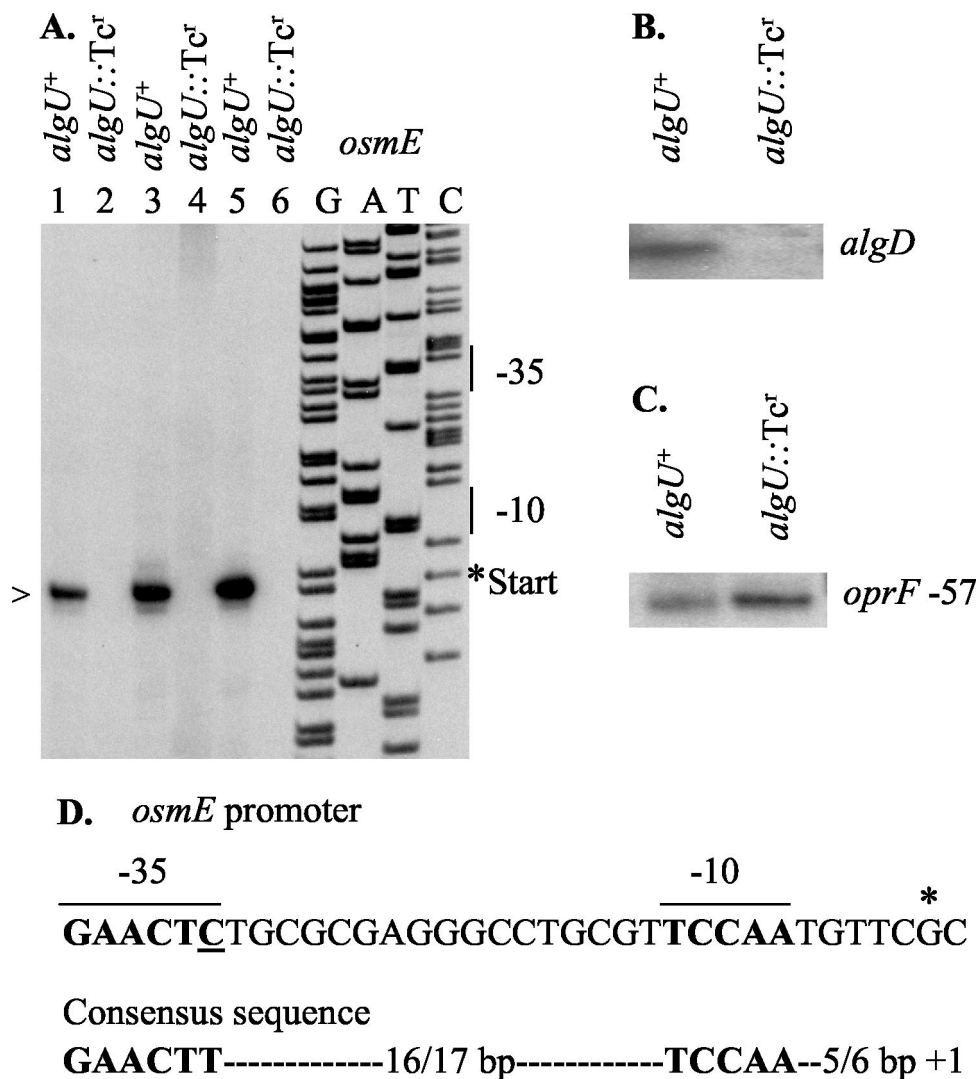 A.
algU+
algU::Tcr
algU+
algU::Tcr
algU+
algU::Tcr
osmE
1 2 3 4 5 6 G A T C
-35
-10
*Start
>
B.
algU+
algU::Tcr
algD
C.
algU+
algU::Tcr
oprF -57
D. osmE promoter
-35 -10 *
GAACTCTGCGCGAGGGCCTGCGTTCCAATGTTCGC
Consensus sequence
GAACTT-------------16/17 bp------------TCCAA--5/6 bp +1